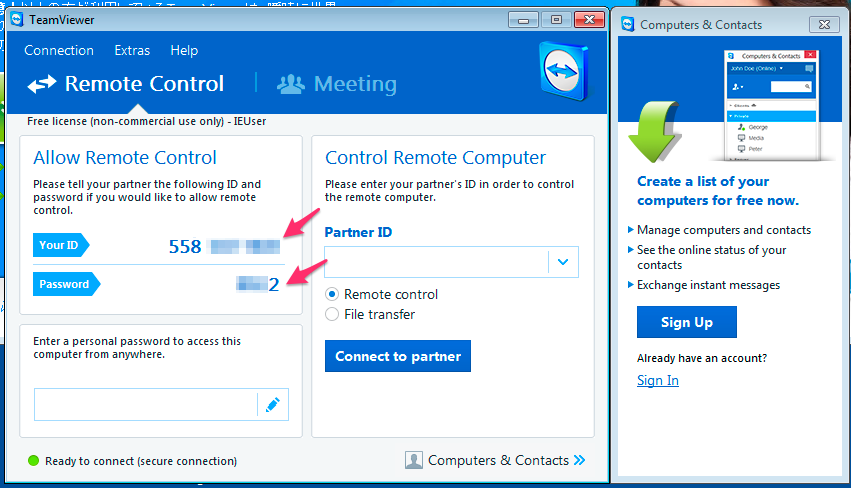 TeamViewer
Connection Extras Help
Remote Control
Meeting
Free license (non-commercial use only) - IEUser
Allow Remote Control
Please tell your partner the following ID and
password if you would like to allow remote
control.
Your ID
558
Password
2
Enter a personal password to access this
computer from anywhere.
Control Remote Computer
Please enter your partner's ID in order to control
the remote computer.
Partner ID
Remote control
File transfer
Connect to partner
Ready to connect (secure connection)
Computers & Contacts
Computers & Contacts
Computers & Contacts
John Doe (Online)
Private
George
Media
Peter
Create a list of your
computers for free now.
Manage computers and contacts
See the online status of your
contacts
Exchange instant messages
Sign Up
Already have an account?
Sign In